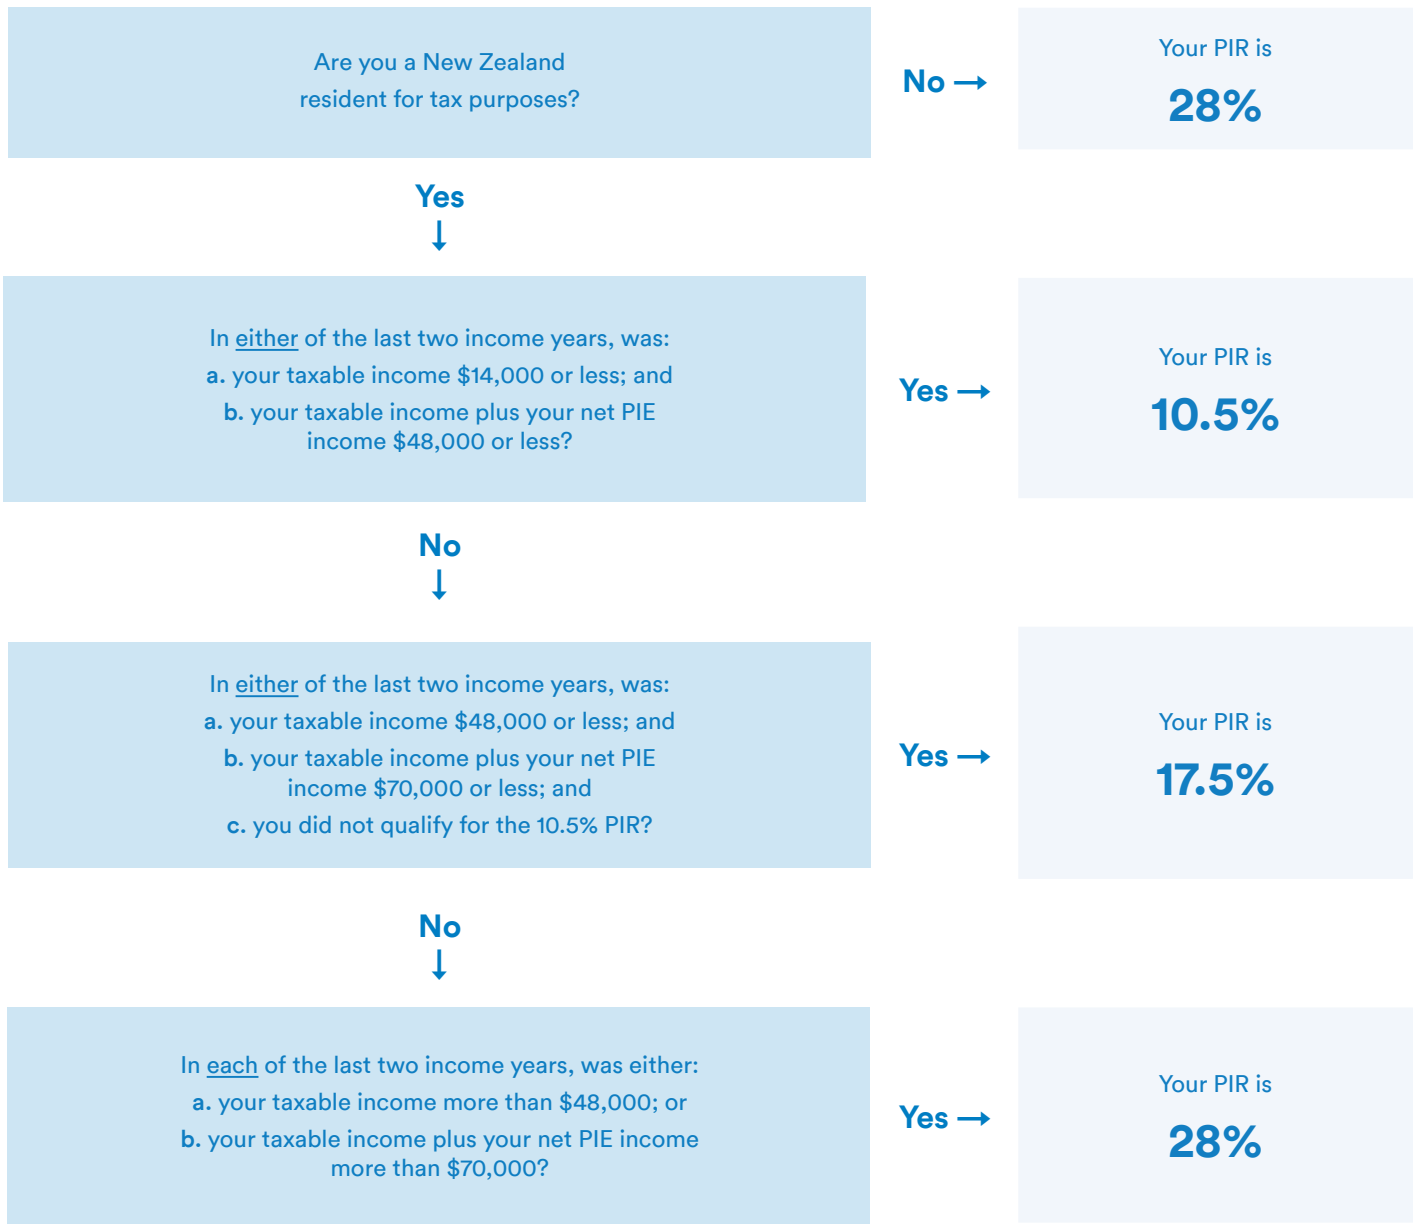 Are you a New Zealand
resident for tax purposes?
No →
Your PIR is
28%
Yes
↓
In either of the last two income years, was:
a. your taxable income $14,000 or less; and
b. your taxable income plus your net PIE
income $48,000 or less?
Yes →
Your PIR is
10.5%
No
↓
In either of the last two income years, was:
a. your taxable income $48,000 or less; and
b. your taxable income plus your net PIE
income $70,000 or less; and
c. you did not qualify for the 10.5% PIR?
Yes →
Your PIR is
17.5%
No
↓
In each of the last two income years, was either:
a. your taxable income more than $48,000; or
b. your taxable income plus your net PIE income
more than $70,000?
Yes →
Your PIR is
28%